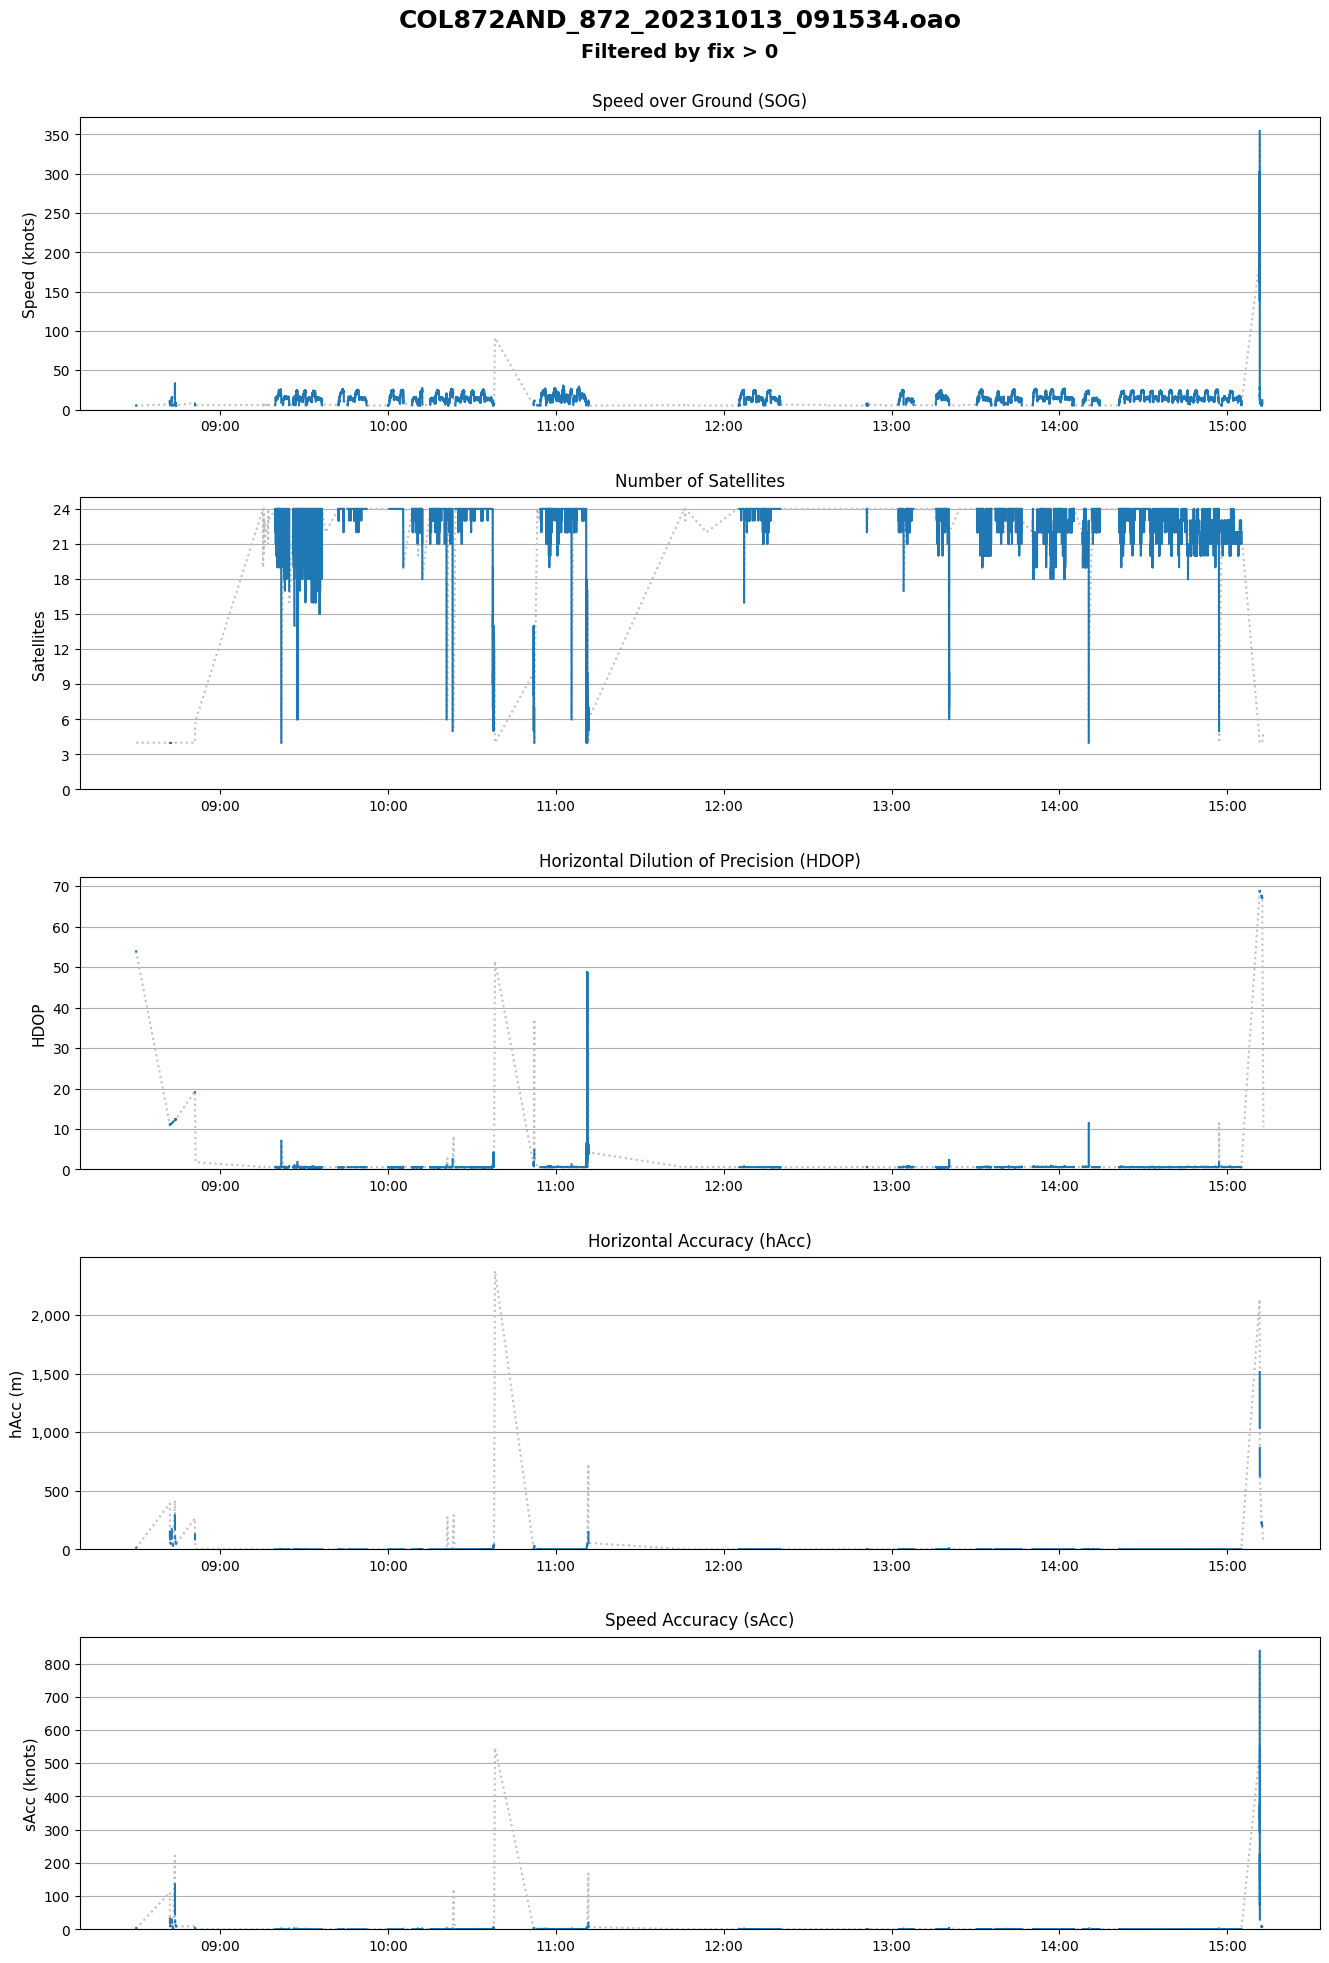 COL872AND_872_20231013_091534.oao
Filtered by fix > 0
Speed over Ground (SOG)
Speed (knots)
350
300
250
200
150
100
50
0
09:00 10:00 11:00 12:00 13:00 14:00 15:00
Number of Satellites
Satellites
24
21
18
15
12
9
6
3
0
09:00 10:00 11:00 12:00 13:00 14:00 15:00
Horizontal Dilution of Precision (HDOP)
HDOP
70
60
50
40
30
20
10
0
09:00 10:00 11:00 12:00 13:00 14:00 15:00
Horizontal Accuracy (hAcc)
hAcc (m)
2,000
1,500
1,000
500
0
09:00 10:00 11:00 12:00 13:00 14:00 15:00
Speed Accuracy (sAcc)
sAcc (knots)
800
700
600
500
400
300
200
100
0
09:00 10:00 11:00 12:00 13:00 14:00 15:00